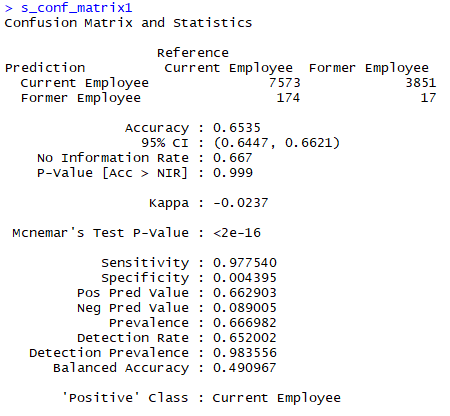 > s_conf_matrix1
Confusion Matrix and Statistics
Reference
Prediction Current Employee Former Employee
Current Employee 7573 3851
Former Employee 174 17
Accuracy : 0.6535
95% CI : (0.6447, 0.6621)
No Information Rate : 0.667
P-Value [Acc > NIR] : 0.999
Kappa : -0.0237
Mcnemar's Test P-Value : <2e-16
Sensitivity : 0.977540
Specificity : 0.004395
Pos Pred Value : 0.662903
Neg Pred Value : 0.089005
Prevalence : 0.666982
Detection Rate : 0.652002
Detection Prevalence : 0.983556
Balanced Accuracy : 0.490967
'Positive' Class : Current Employee